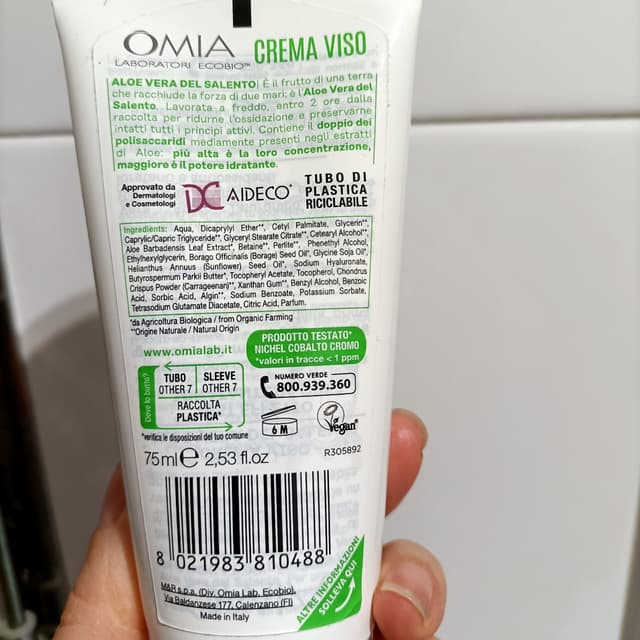 OMIA
LABORATORI ECOBIO™
CREMA VISO
ALOE VERA DEL SALENTO| È il frutto di una terra
che racchiude la forza di due mari: è l'Aloe Vera del
Salento. Lavorata a freddo, entro 2 ore dalla
raccolta per ridurne l'ossidazione e preservarne
intatti tutti i principi attivi. Contiene il doppio dei
polisaccaridi mediamente presenti negli estratti
di Aloe: più alta è la loro concentrazione,
maggiore è il potere idratante.
Approvato da
Dermatologi
e Cosmetologi
DC AIDECO®
TUBO DI
PLASTICA
RICICLABILE
Ingredients: Aqua, Dicaprylyl Ether**, Cetyl Palmitate, Glycerin**,
Caprylic/Capric Triglyceride**, Glyceryl Stearate Citrate**, Cetearyl Alcohol**,
Aloe Barbadensis Leaf Extract*, Betaine**, Perlite**, Phenethyl Alcohol,
Ethylhexylglycerin, Borago Officinalis (Borage) Seed Oil*, Glycine Soja Oil*,
Helianthus Annuus (Sunflower) Seed Oil*, Sodium Hyaluronate,
Butyrospermum Parkii Butter*, Tocopheryl Acetate, Tocopherol, Chondrus
Crispus Powder (Carrageenan)**, Xanthan Gum**, Benzyl Alcohol, Benzoic
Acid, Sorbic Acid, Algin**, Sodium Benzoate, Potassium Sorbate,
Tetrasodium Glutamate Diacetate, Citric Acid, Parfum.
*da Agricoltura Biologica / from Organic Farming
**Origine Naturale / Natural Origin
www.omialab.it
PRODOTTO TESTATO*
NICHEL COBALTO CROMO
*valori in tracce < 1 ppm
Dove lo butto?
TUBO
OTHER 7
SLEEVE
OTHER 7
RACCOLTA
PLASTICA*
*verifica le disposizioni del tuo comune
NUMERO VERDE
800.939.360
6 M
Vegan
75ml e 2,53 fl.oz
R305892
8 021983 810488
M&R s.p.a. (Div. Omia Lab. Ecobio),
Via Baldanzese 177, Calenzano (FI)
Made in Italy
ALTRE INFORMAZIONI
SOLLEVA QUI